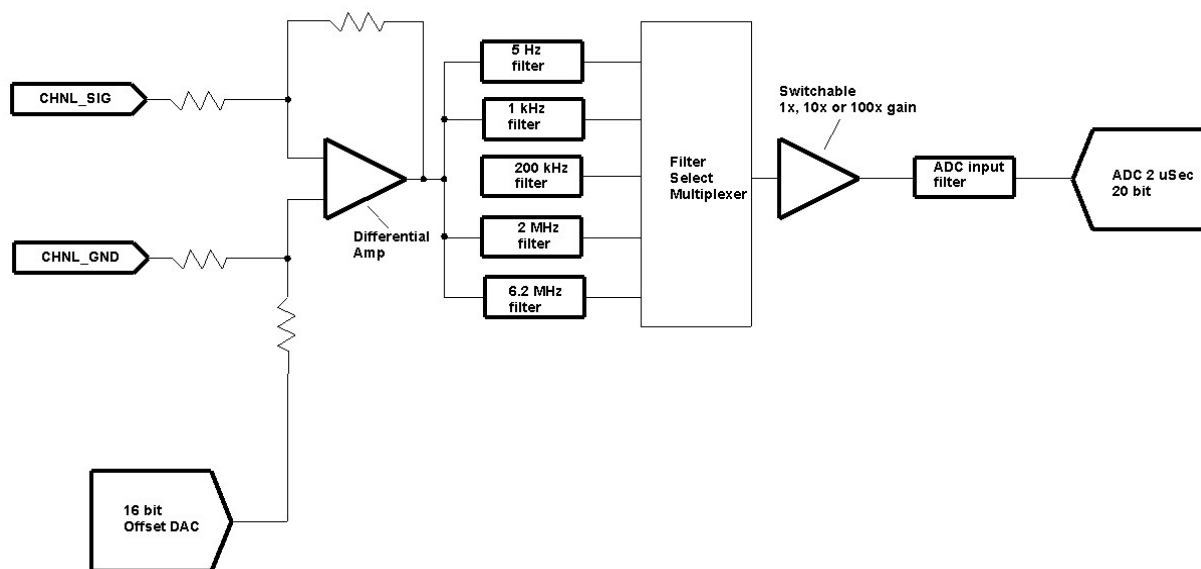 5 Hz
filter
CHNL_SIG
1 kHz
filter
Switchable
1x, 10x or 100x gain
200 kHz
filter
Filter
Select
Multiplexer
ADC input
filter
ADC 2 uSec
20 bit
Differential
Amp
2 MHz
filter
CHNL_GND
6.2 MHz
filter
16 bit
Offset DAC